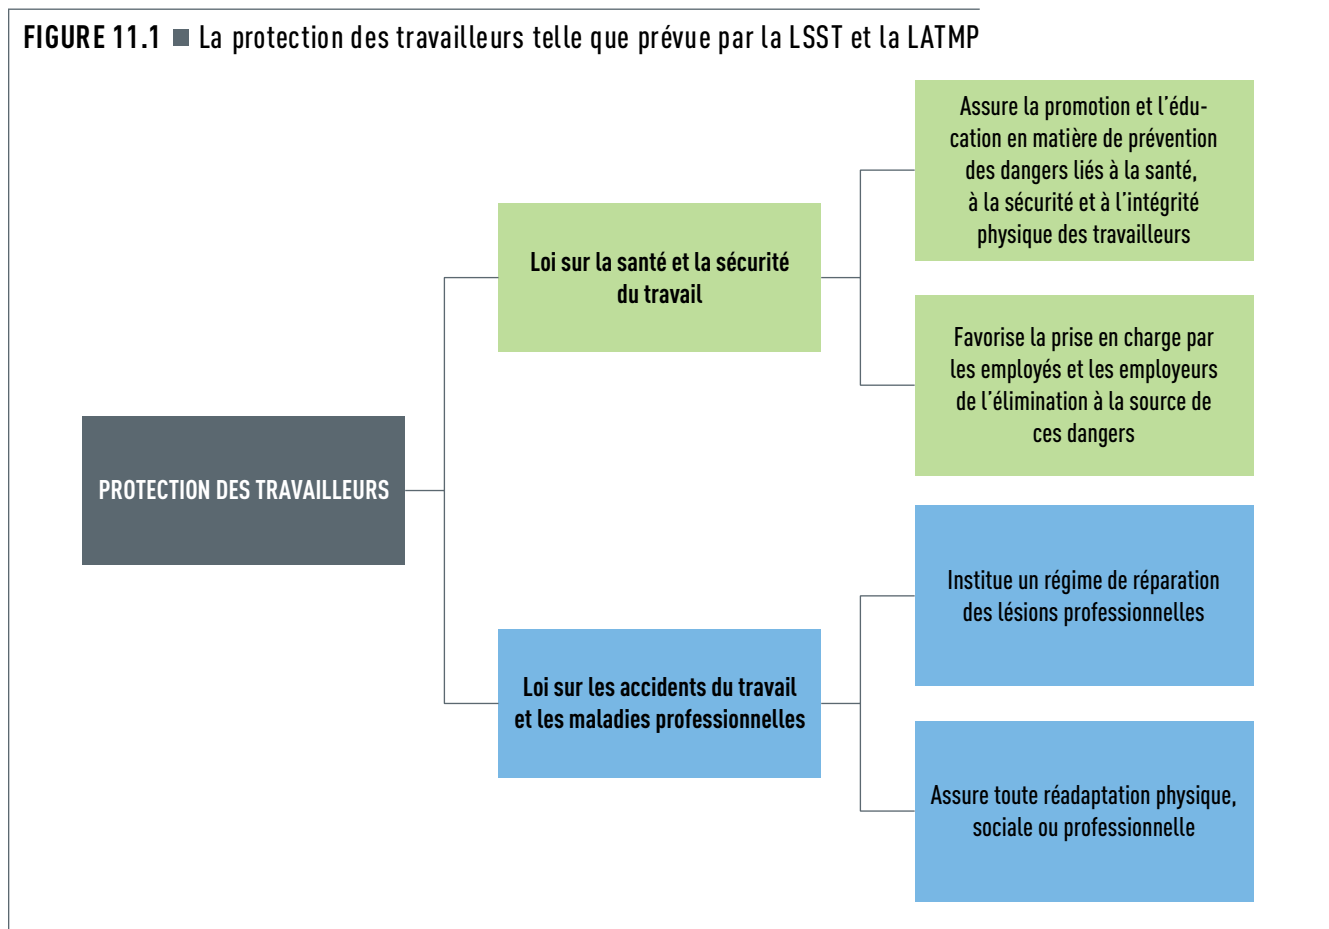 FIGURE 11.1 ■ La protection des travailleurs telle que prévue par la LSST et la LATMP
PROTECTION DES TRAVAILLEURS
Loi sur la santé et la sécurité
du travail
Assure la promotion et l'édu-
cation en matière de prévention
des dangers liés à la santé,
à la sécurité et à l'intégrité
physique des travailleurs
Favorise la prise en charge par
les employés et les employeurs
de l'élimination à la source de
ces dangers
Loi sur les accidents du travail
et les maladies professionnelles
Institue un régime de réparation
des lésions professionnelles
Assure toute réadaptation physique,
sociale ou professionnelle